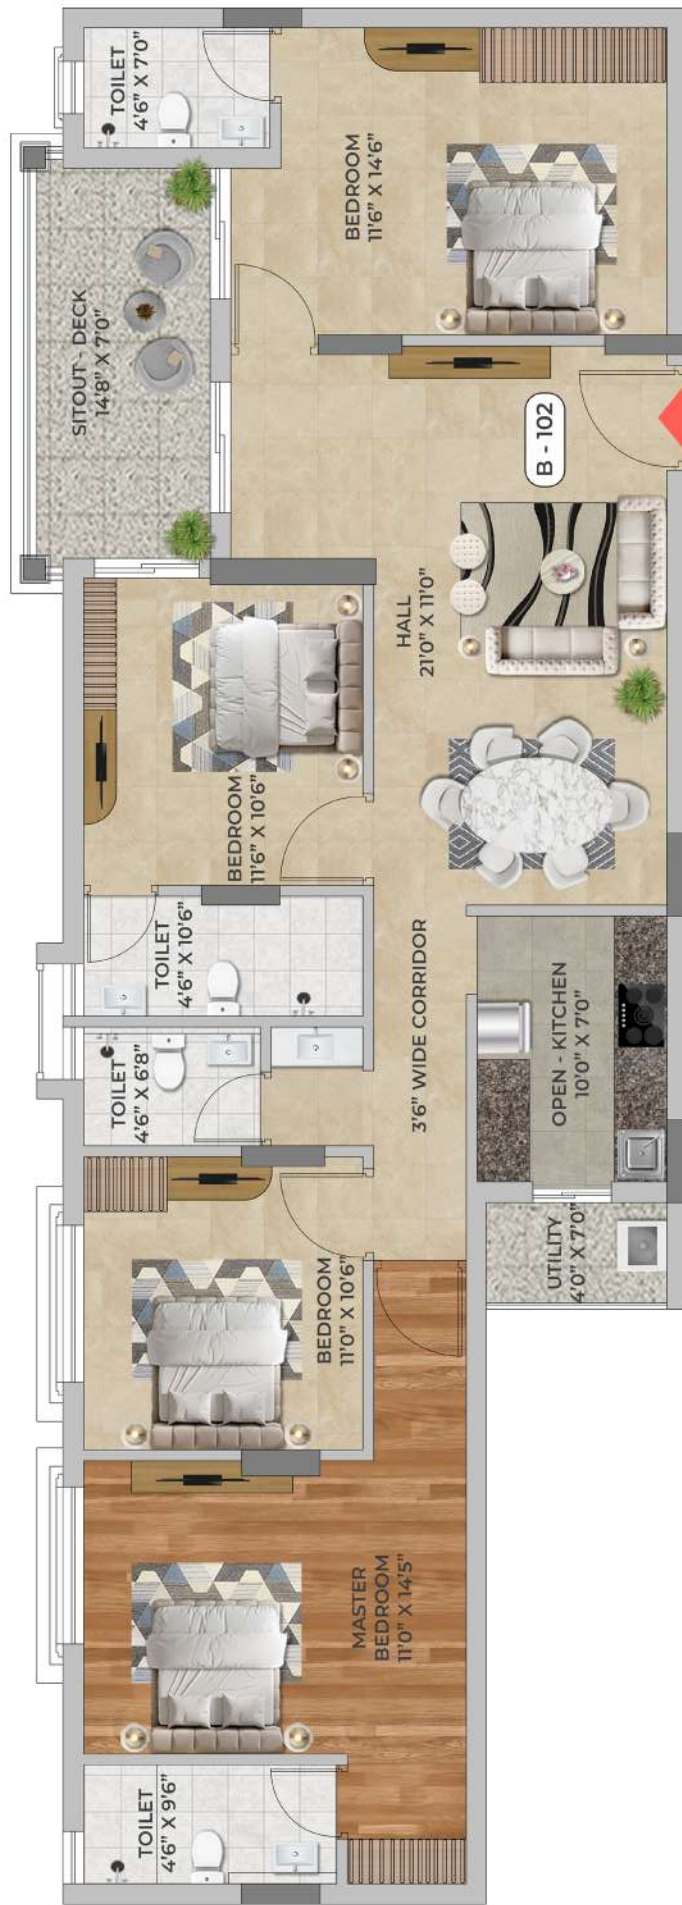 TOILET
4'6" X 7'0"
BEDROOM
11'6" X 14'6"
SITOUT - DECK
14'8" X 7'0"
B - 102
HALL
21'0" X 11'0"
BEDROOM
11'6" X 10'6"
TOILET
4'6" X 10'6"
3'6" WIDE CORRIDOR
OPEN - KITCHEN
10'0" X 7'0"
TOILET
4'6" X 6'8"
UTILITY
4'0" X 7'0"
BEDROOM
11'0" X 10'6"
MASTER
BEDROOM
11'0" X 14'5"
TOILET
4'6" X 9'6"